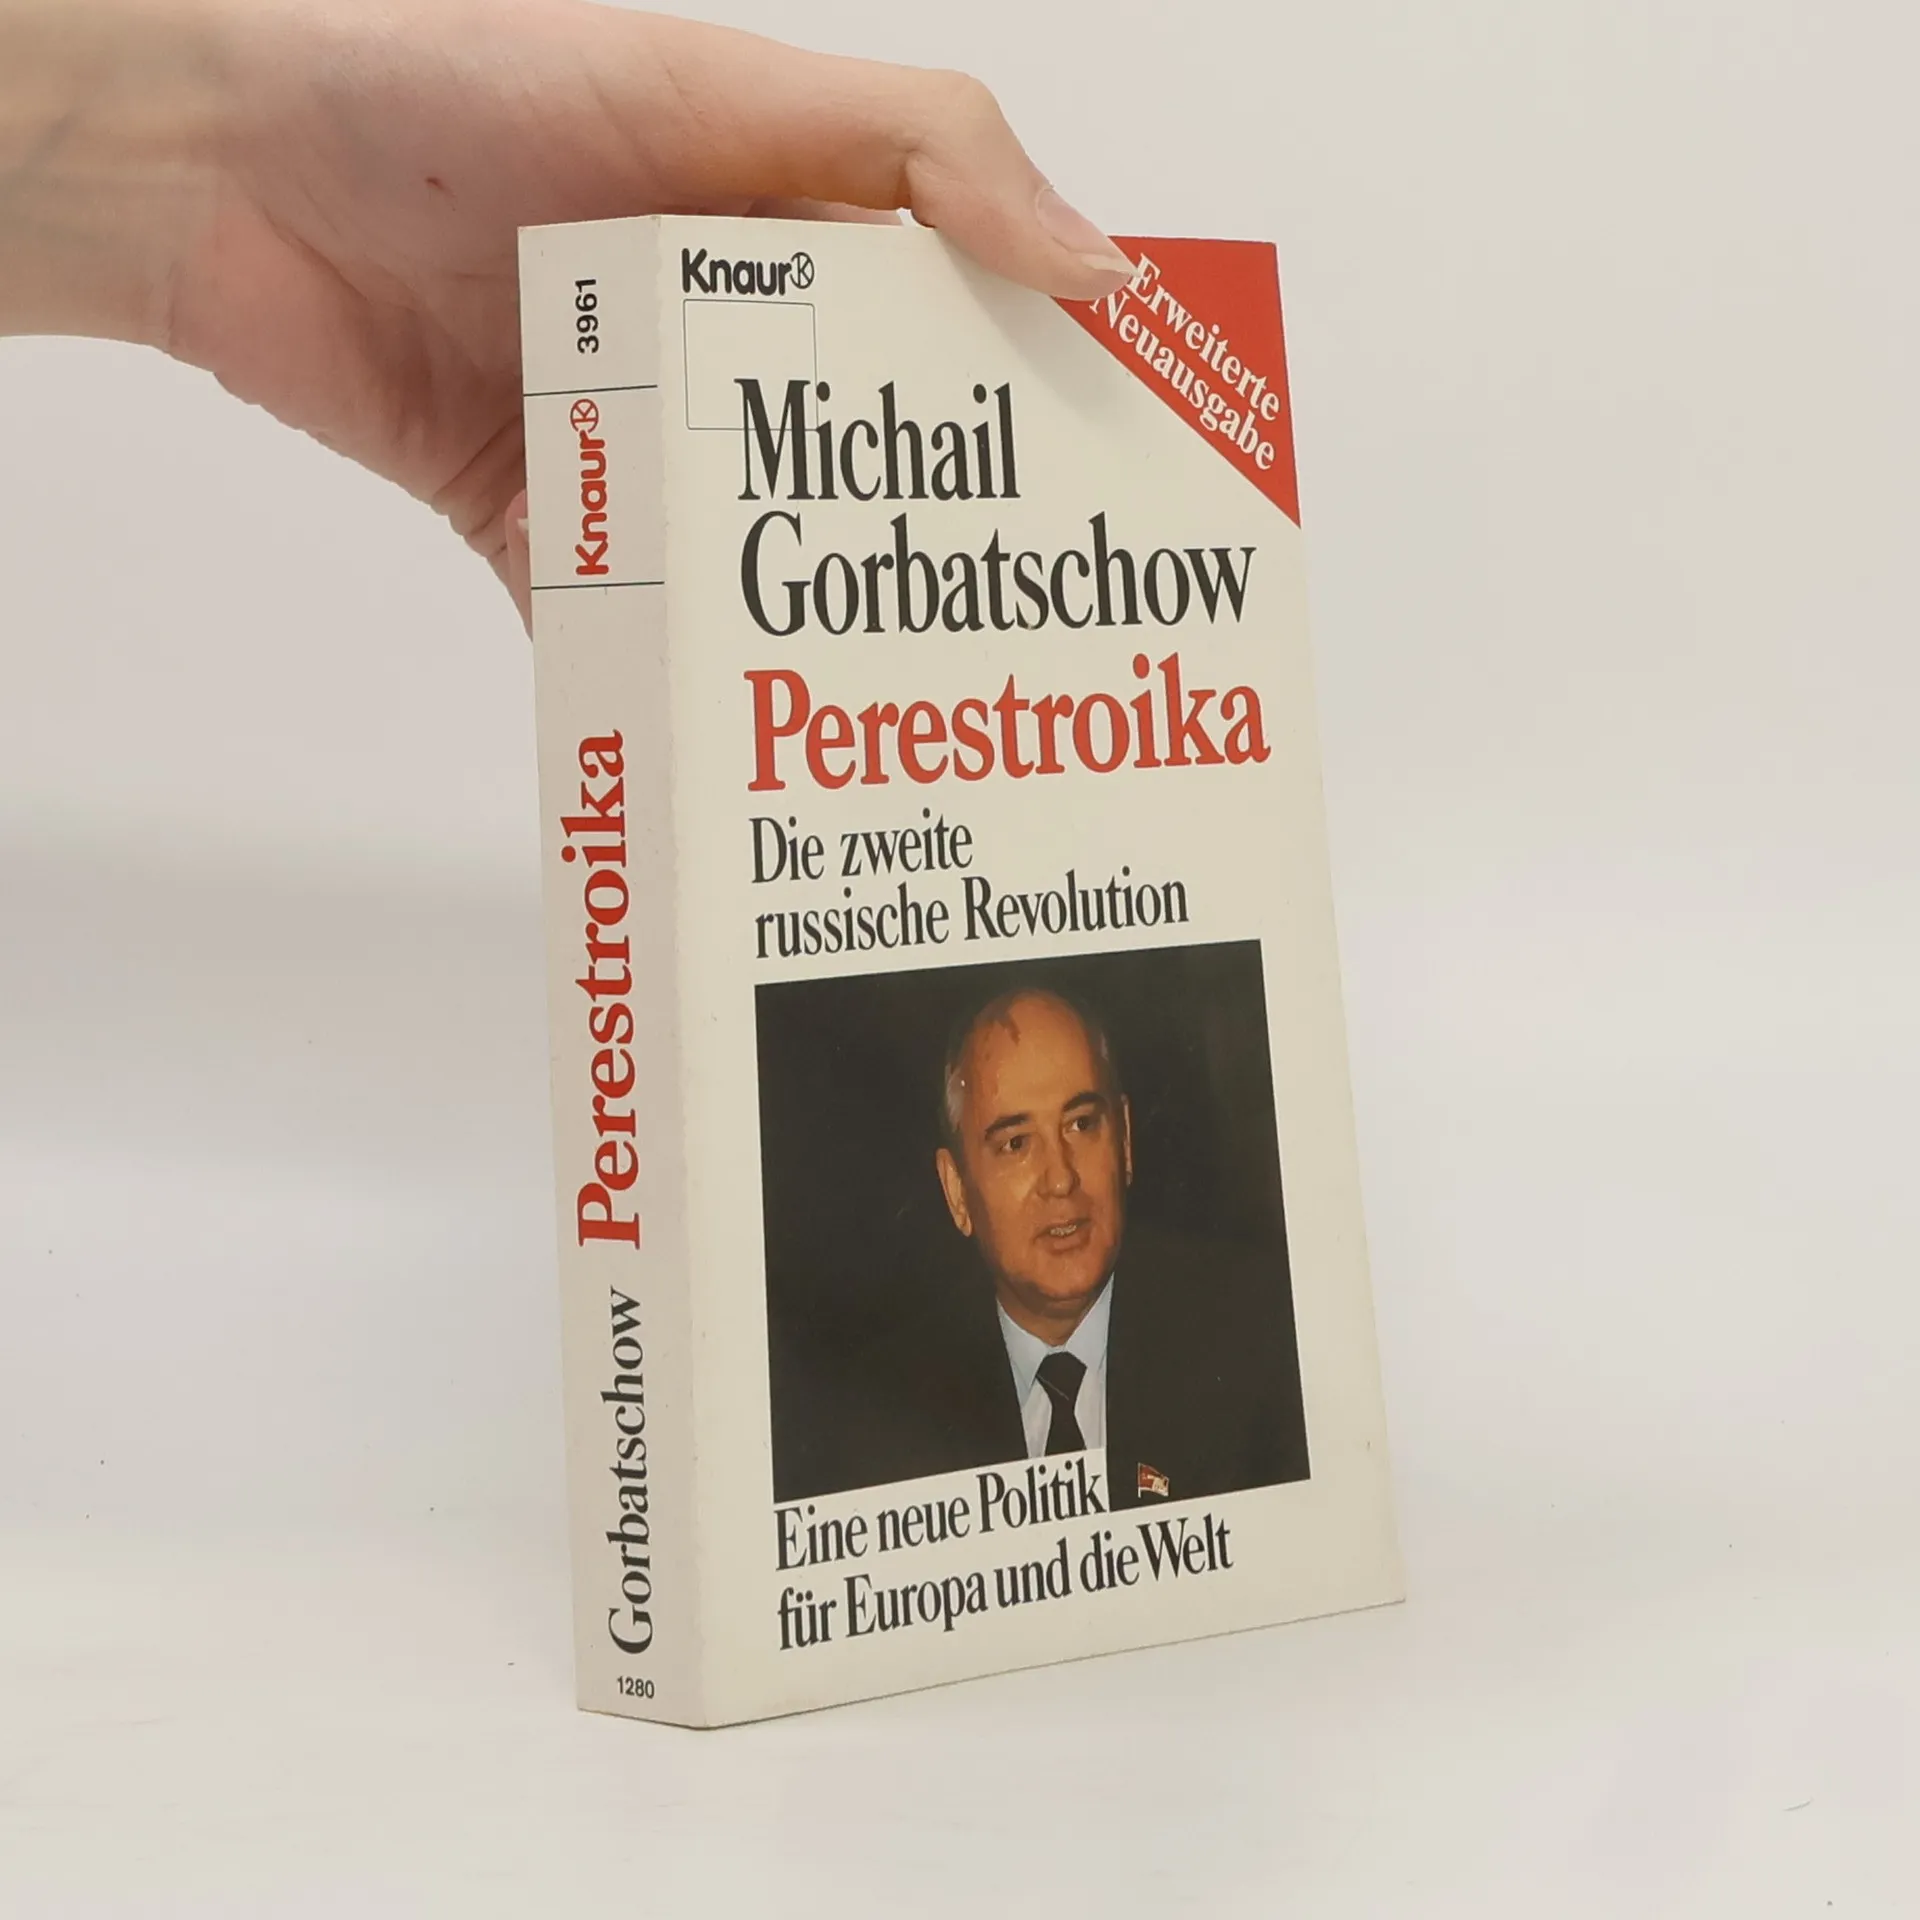 3961
Knaur
Perestroika
Gorbatschow
1280
Knaur
Erweiterte
Neuausgabe
Michail
Gorbatschow
Perestroika
Die zweite
russische Revolution
Eine neue Politik
für Europa und die Welt